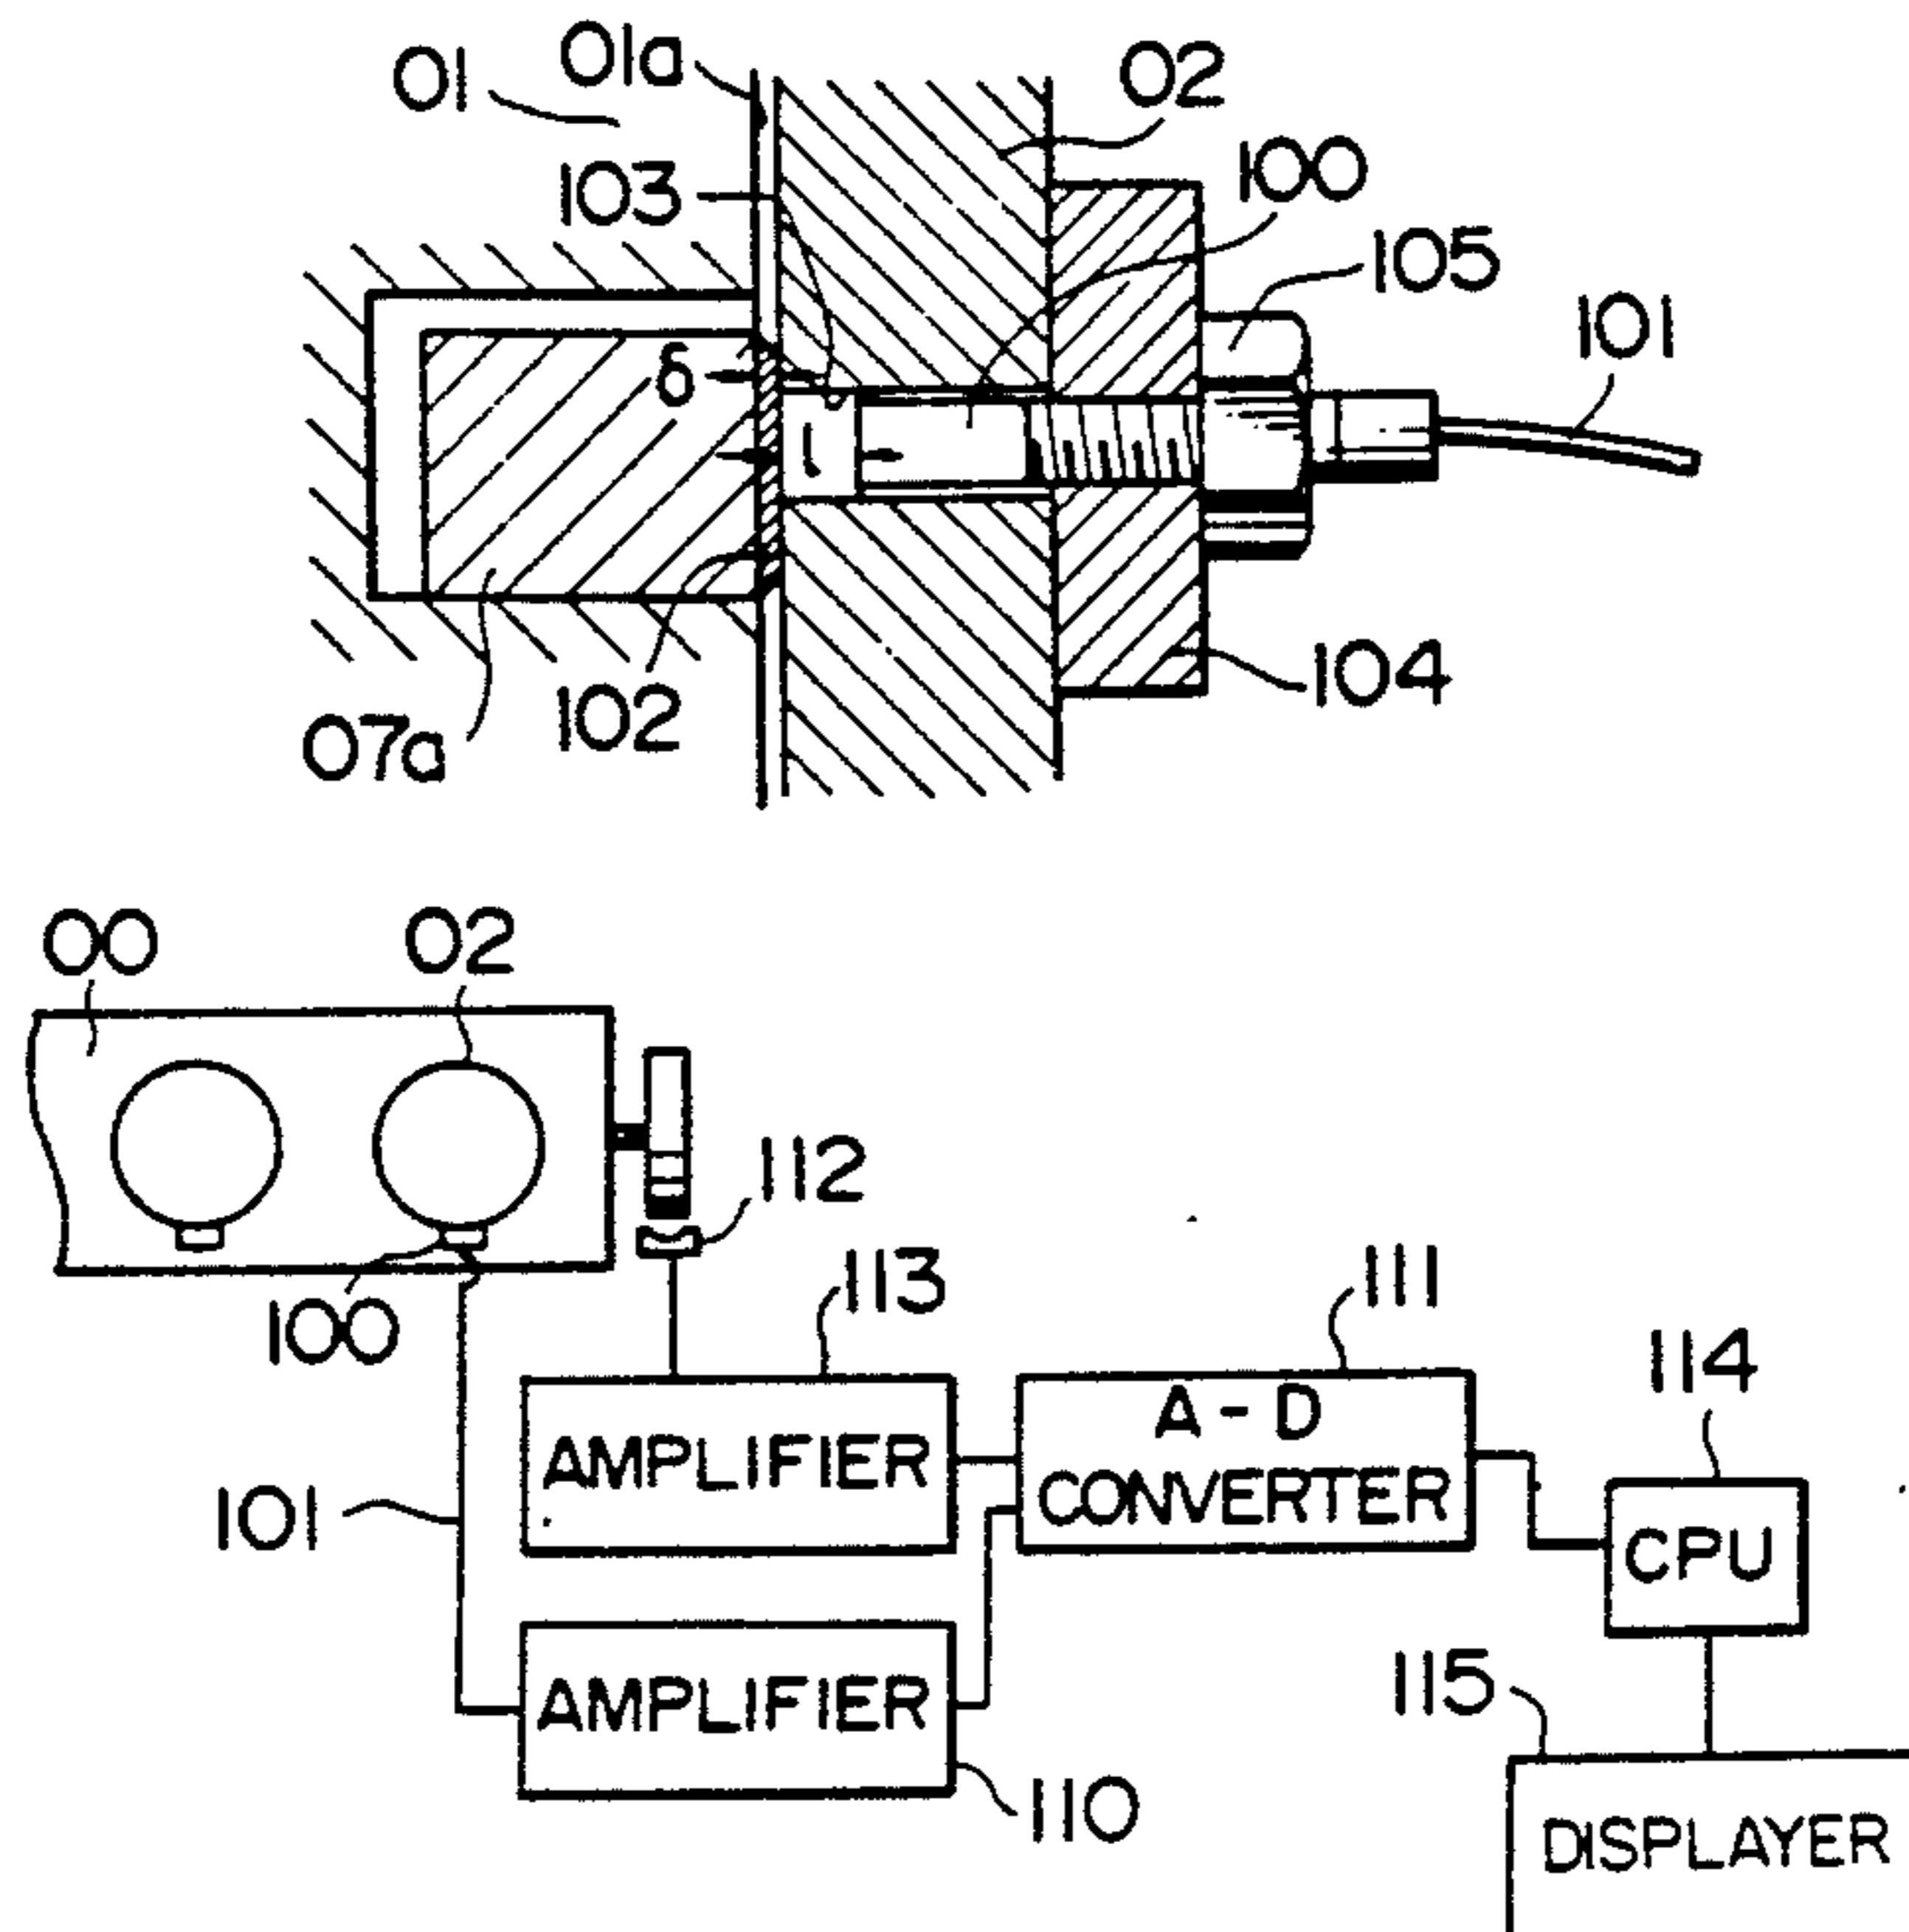 01
01a
02
103
100
105
101
δ
104
102
07a
00
02
112
113
111
100
114
A-D
AMPLIFIER
CONVERTER
101
CPU
115
AMPLIFIER
110
DISPLAYER